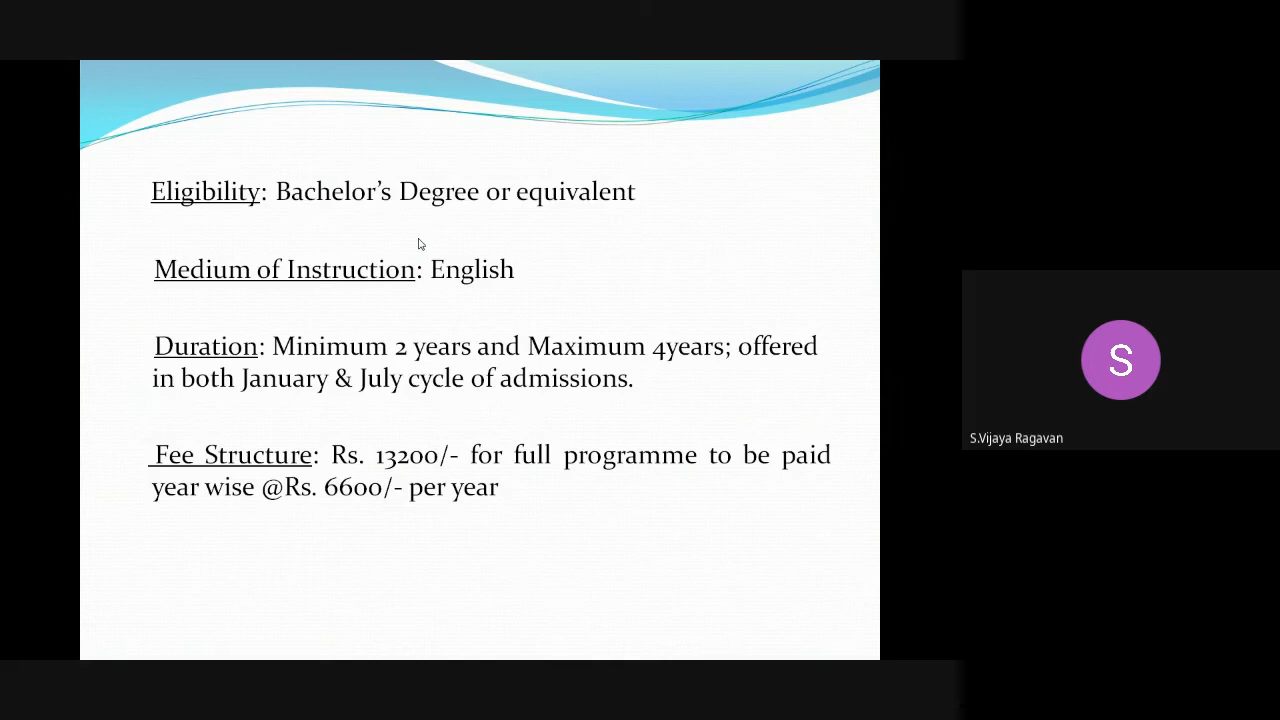 Eligibility: Bachelor’s Degree or equivalent
Medium of Instruction: English
Duration: Minimum 2 years and Maximum 4years; offered
in both January & July cycle of admissions.
Fee Structure: Rs. 13200/- for full programme to be paid
year wise @Rs. 6600/- per year
S
S.Vijaya Ragavan